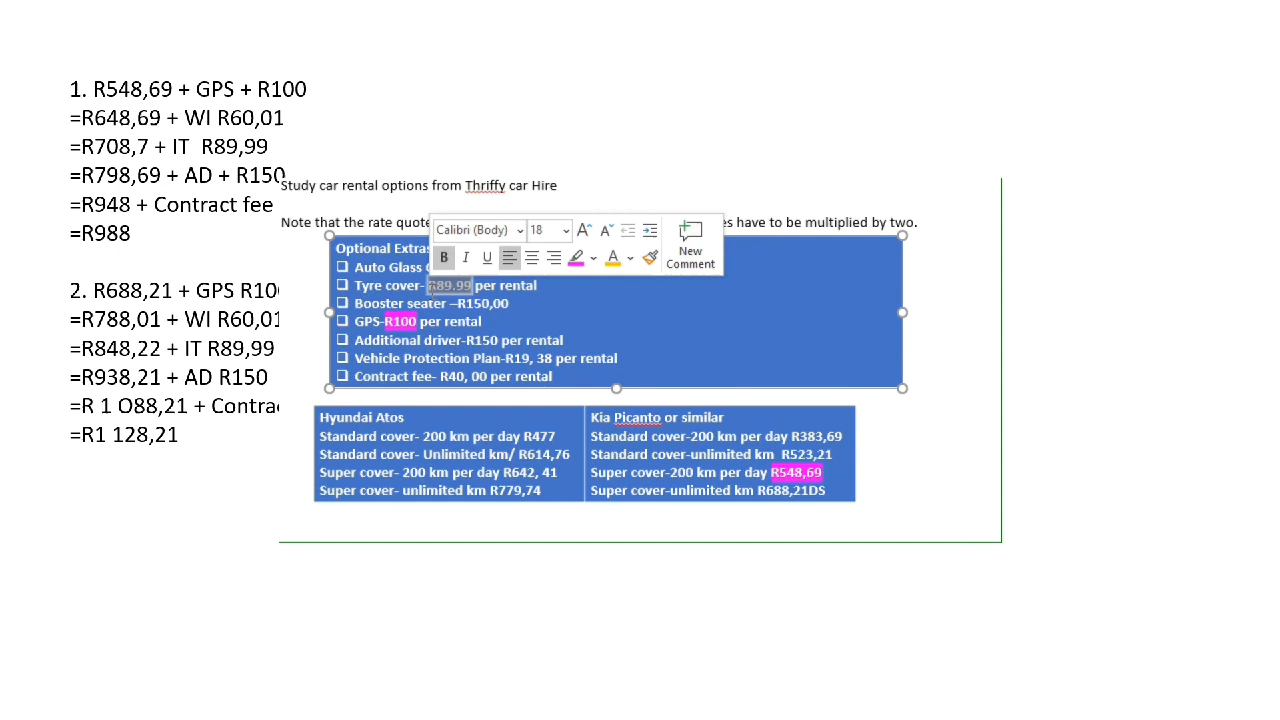 1. R548,69 + GPS + R100
=R648,69 + WI R60,01
=R708,7 + IT  R89,99
=R798,69 + AD + R150
=R948 + Contract fee
=R988
2. R688,21 + GPS R100
=R788,01 + WI R60,01
=R848,22 + IT R89,99
=R938,21 + AD R150
=R 1 O88,21 + Contrac
=R1 128,21
Study car rental options from Thriffy car Hire
Note that the rate quote
s have to be multiplied by two.
Calibri (Body) 18
B I U A
New
Comment
Optional Extras
❑ Auto Glass
❑ Tyre cover- R89.99 per rental
❑ Booster seater –R150,00
❑ GPS-R100 per rental
❑ Additional driver-R150 per rental
❑ Vehicle Protection Plan-R19, 38 per rental
❑ Contract fee- R40, 00 per rental
Hyundai Atos
Standard cover- 200 km per day R477
Standard cover- Unlimited km/ R614,76
Super cover- 200 km per day R642, 41
Super cover- unlimited km R779,74
Kia Picanto or similar
Standard cover-200 km per day R383,69
Standard cover-unlimited km  R523,21
Super cover-200 km per day R548,69
Super cover-unlimited km R688,21DS